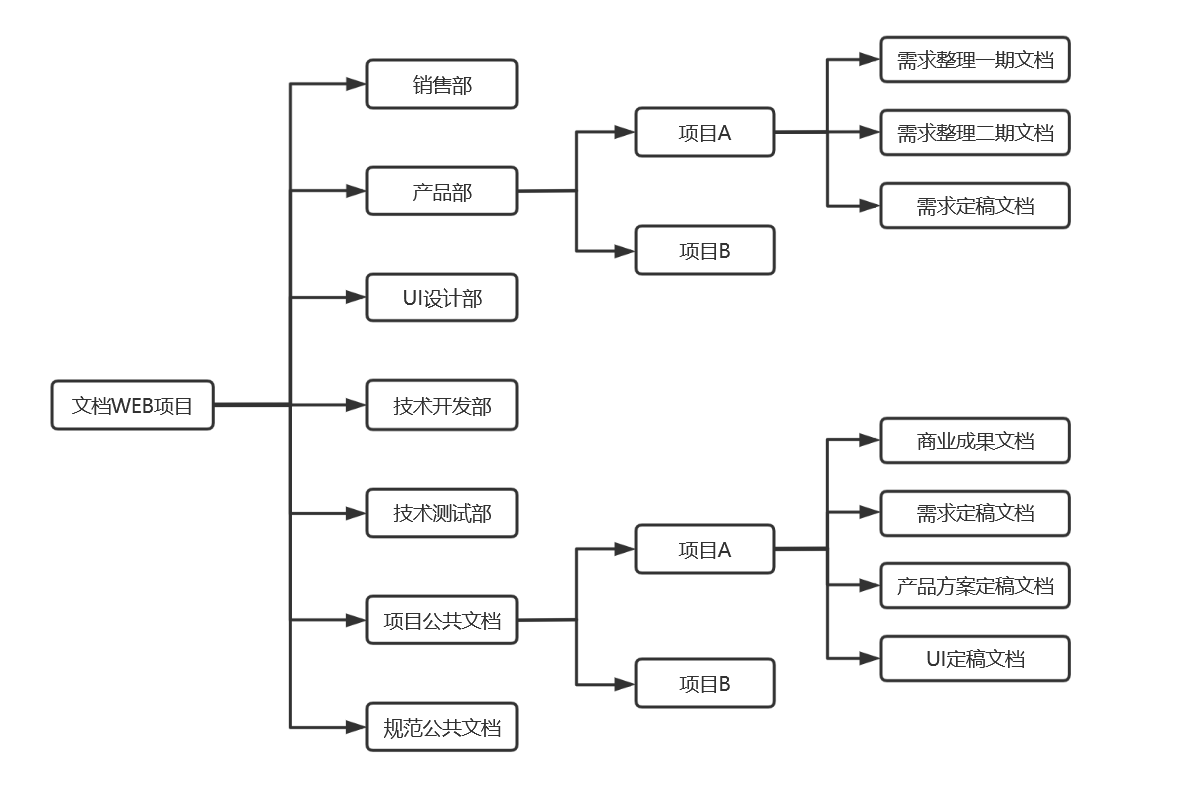 文档WEB项目
销售部
产品部
项目A
需求整理一期文档
需求整理二期文档
需求定稿文档
项目B
UI设计部
技术开发部
技术测试部
项目公共文档
项目A
商业成果文档
需求定稿文档
产品方案定稿文档
UI定稿文档
项目B
规范公共文档